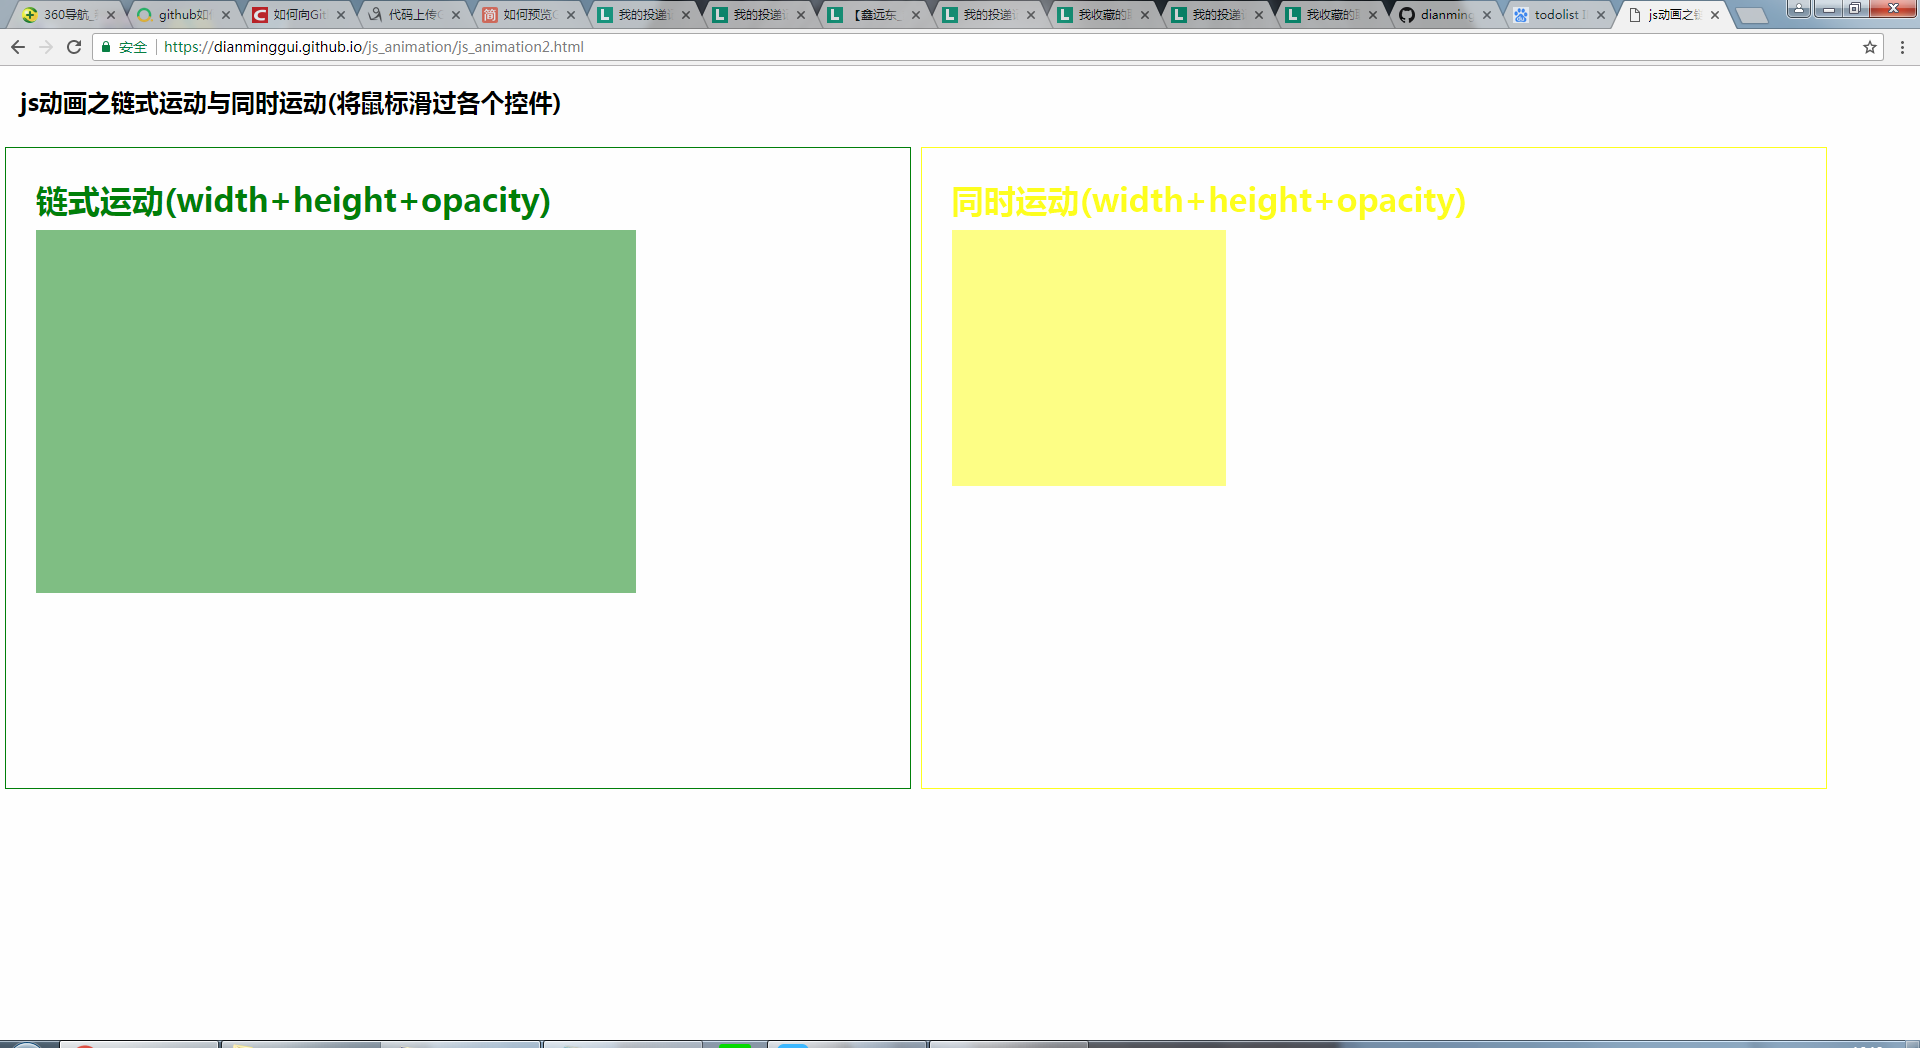 360导航_
github如
如何向Git
代码上传G
如何预览G
我的投递
我的投递
【鑫远东_
我的投递
我收藏的
我的投递
我收藏的
dianming
todolist
js动画之
安全
https://dianminggui.github.io/js_animation/js_animation2.html
js动画之链式运动与同时运动(将鼠标滑过各个控件)
链式运动(width+height+opacity)
同时运动(width+height+opacity)